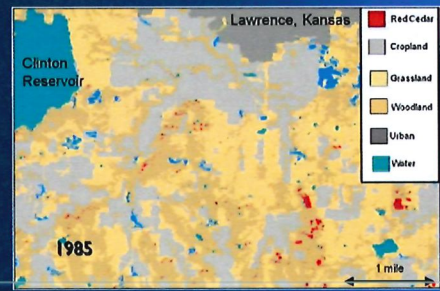 Lawrence, Kansas
Clinton
Reservoir
Red Cedar
Cropland
Grassland
Woodland
Urban
Water
1985
1 mile